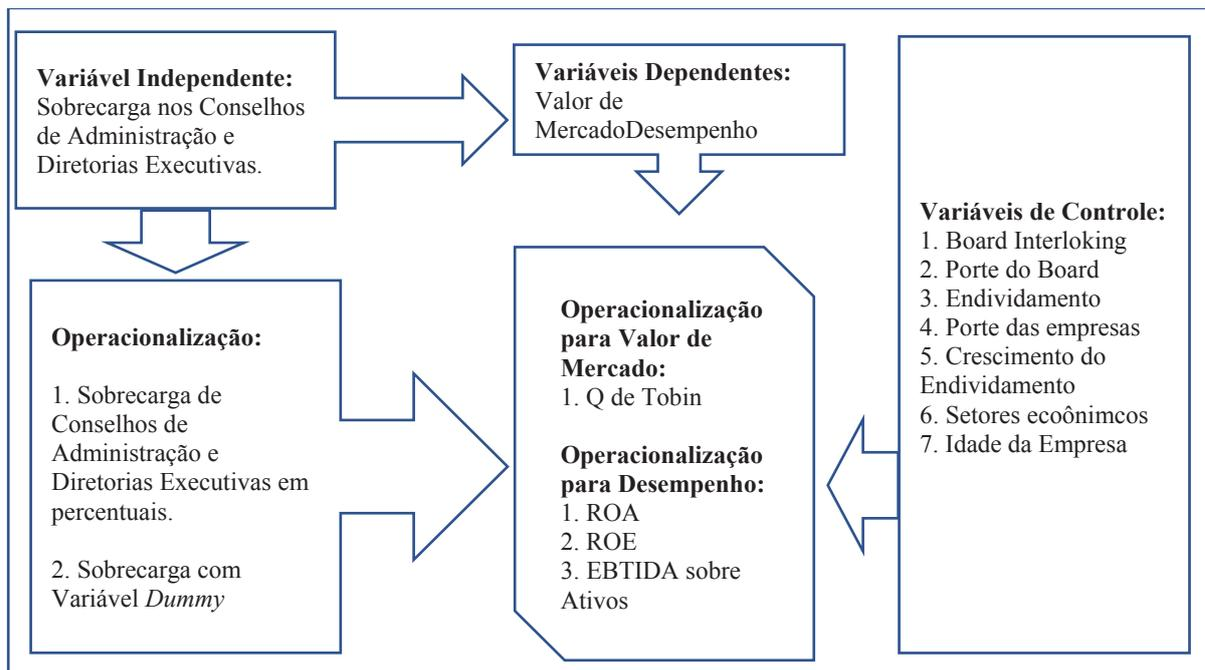 Variável Independente:
Sobrecarga nos Conselhos
de Administração e
Diretorias Executivas.
Variáveis Dependentes:
Valor de
MercadoDesempenho
Operacionalização:
1. Sobrecarga de
Conselhos de
Administração e
Diretorias Executivas em
percentuais.
2. Sobrecarga com
Variável Dummy
Operacionalização
para Valor de
Mercado:
1. Q de Tobin
Operacionalização
para Desempenho:
1. ROA
2. ROE
3. EBTIDA sobre
Ativos
Variáveis de Controle:
1. Board Interloking
2. Porte do Board
3. Endividamento
4. Porte das empresas
5. Crescimento do
Endividamento
6. Setores ecoônimcos
7. Idade da Empresa